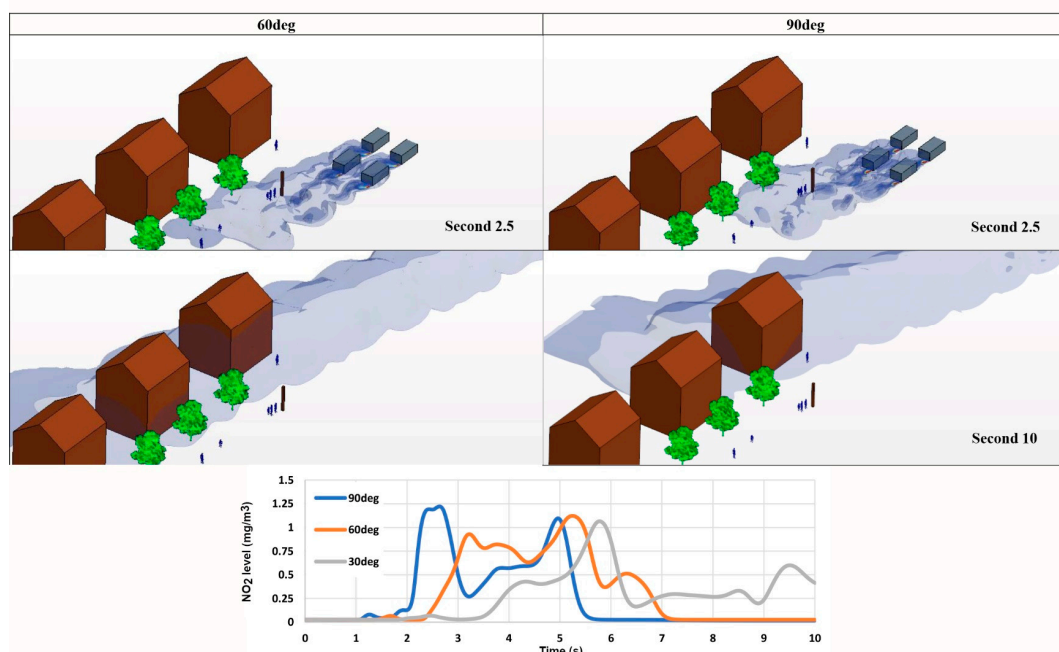 60deg 90deg
Second 2.5 Second 2.5
Second 10
NO2 level (mg/m3)
1.5
1.25
1
0.75
0.5
0.25
0
90deg
60deg
30deg
0 1 2 3 4 5 6 7 8 9 10
Time (s)